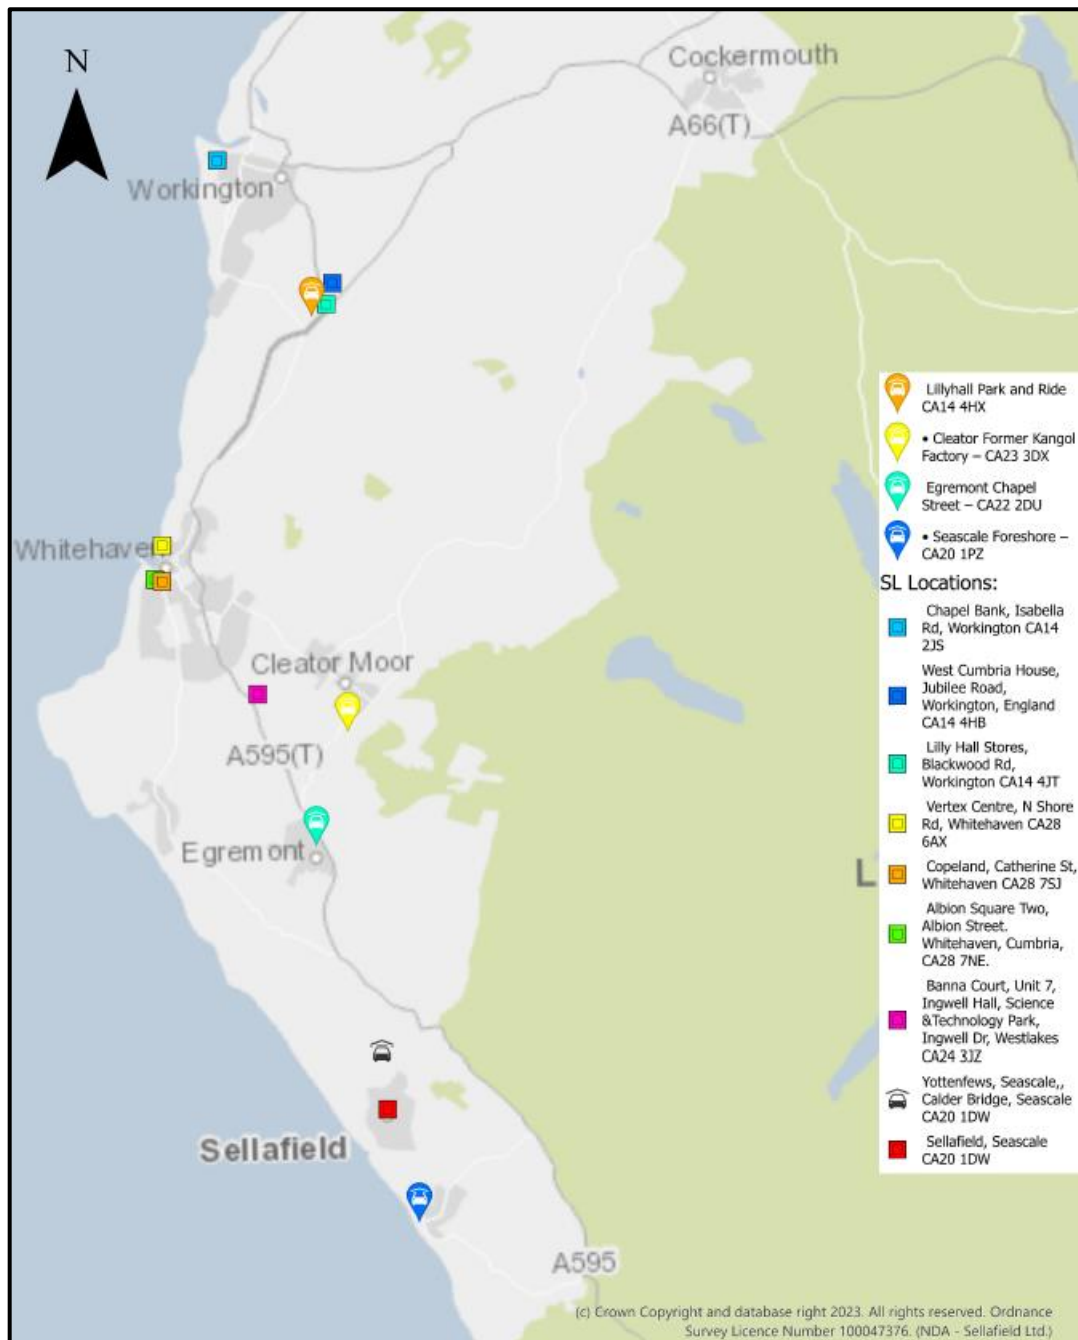 N
Cockermouth
A66(T)
Workington
Lillyhall Park and Ride
CA14 4HX
• Cleator Former Kangol
Factory – CA23 3DX
Egremont Chapel
Street – CA22 2DU
• Seascale Foreshore –
CA20 1PZ
SL Locations:
Chapel Bank, Isabella
Rd, Workington CA14
2JS
West Cumbria House,
Jubilee Road,
Workington, England
CA14 4HB
Lilly Hall Stores,
Blackwood Rd,
Workington CA14 4JT
Vertex Centre, N Shore
Rd, Whitehaven CA28
6AX
Copeland, Catherine St,
Whitehaven CA28 7SJ
Albion Square Two,
Albion Street.
Whitehaven, Cumbria,
CA28 7NE.
Banna Court, Unit 7,
Ingwell Hall, Science
&Technology Park,
Ingwell Dr, Westlakes
CA24 3JZ
Yottenfews, Seascale,,
Calder Bridge, Seascale
CA20 1DW
Sellafield, Seascale
CA20 1DW
Whitehaven
Cleator Moor
A595(T)
Egremont
L
Sellafield
A595
(c) Crown Copyright and database right 2023. All rights reserved. Ordnance
Survey Licence Number 100047376. (NDA - Sellafield Ltd.)